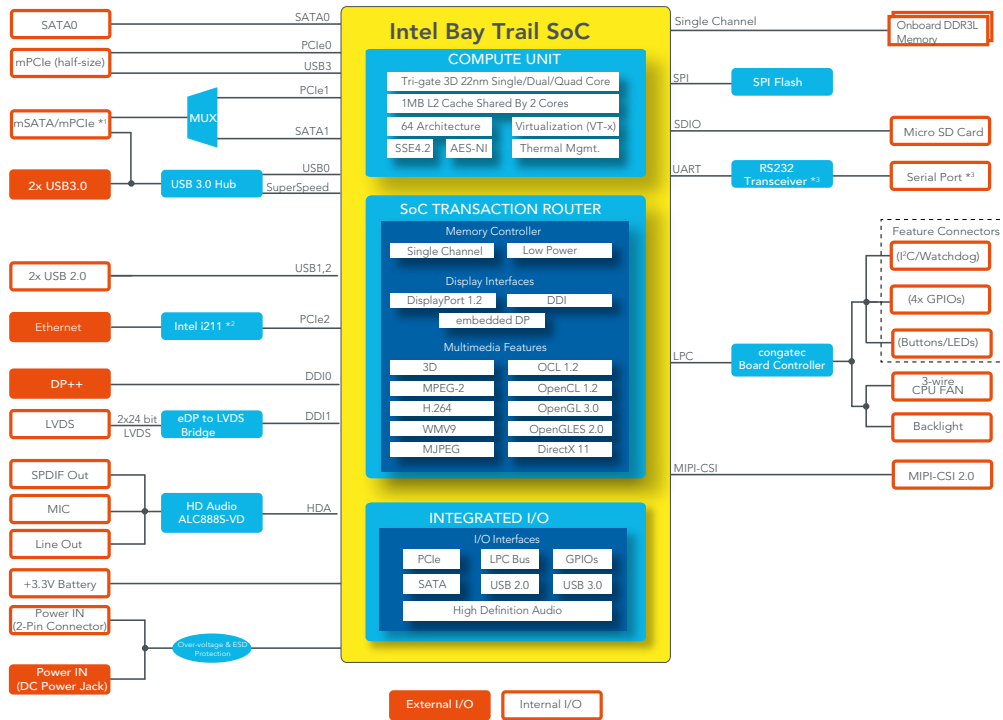 SATA0
SATA0
mPCIe (half-size)
PCIe0
USB3
PCIe1
MUX
mSATA/mPCIe *1
SATA1
2x USB3.0
USB 3.0 Hub
USB0
SuperSpeed
2x USB 2.0
USB1,2
Ethernet
Intel i211 *2
PCIe2
DP++
DDI0
LVDS
2x24 bit
LVDS
eDP to LVDS
Bridge
DDI1
SPDIF Out
MIC
Line Out
HD Audio
ALC888S-VD
HDA
+3.3V Battery
Power IN
(2-Pin Connector)
Over-voltage & ESD
Protection
Power IN
(DC Power Jack)
Intel Bay Trail SoC
COMPUTE UNIT
Tri-gate 3D 22nm Single/Dual/Quad Core
1MB L2 Cache Shared By 2 Cores
64 Architecture
Virtualization (VT-x)
SSE4.2
AES-NI
Thermal Mgmt.
SoC TRANSACTION ROUTER
Memory Controller
Single Channel
Low Power
Display Interfaces
DisplayPort 1.2
DDI
embedded DP
Multimedia Features
3D
OCL 1.2
MPEG-2
OpenCL 1.2
H.264
OpenGL 3.0
WMV9
OpenGLES 2.0
MJPEG
DirectX 11
INTEGRATED I/O
I/O Interfaces
PCIe
LPC Bus
GPIOs
SATA
USB 2.0
USB 3.0
High Definition Audio
Single Channel
Onboard DDR3L
Memory
SPI
SPI Flash
SDIO
Micro SD Card
UART
RS232
Transceiver *3
Serial Port *3
Feature Connectors
(I²C/Watchdog)
(4x GPIOs)
(Buttons/LEDs)
LPC
congatec
Board Controller
3-wire
CPU FAN
Backlight
MIPI-CSI
MIPI-CSI 2.0
External I/O
Internal I/O